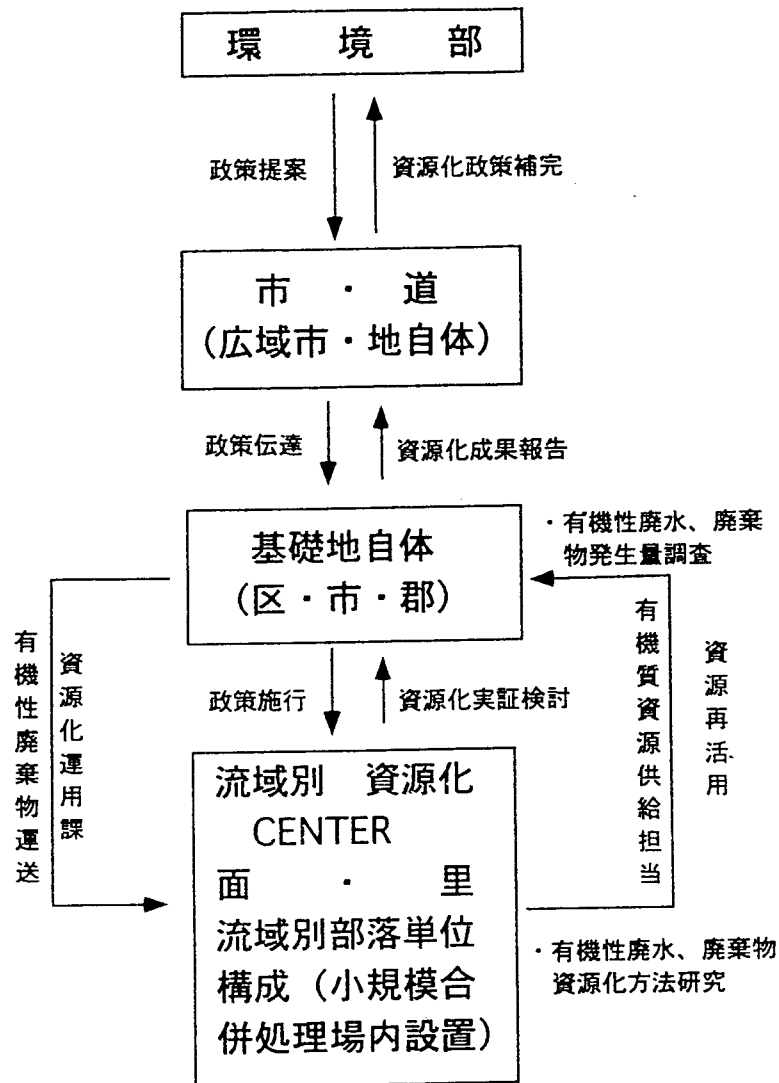 環境部
政策提案
資源化政策補完
市・道
(広域市・地自体)
政策伝達
資源化成果報告
基礎地自体
(区・市・郡)
・有機性廃水、廃棄
物発生量調査
有機性廃棄物運送
資源化運用課
政策施行
資源化実証検討
有機質資源供給担当
資源再活用
流域別 資源化
CENTER
面・里
流域別部落単位
構成(小規模合
併処理場内設置)
・有機性廃水、廃棄物
資源化方法研究